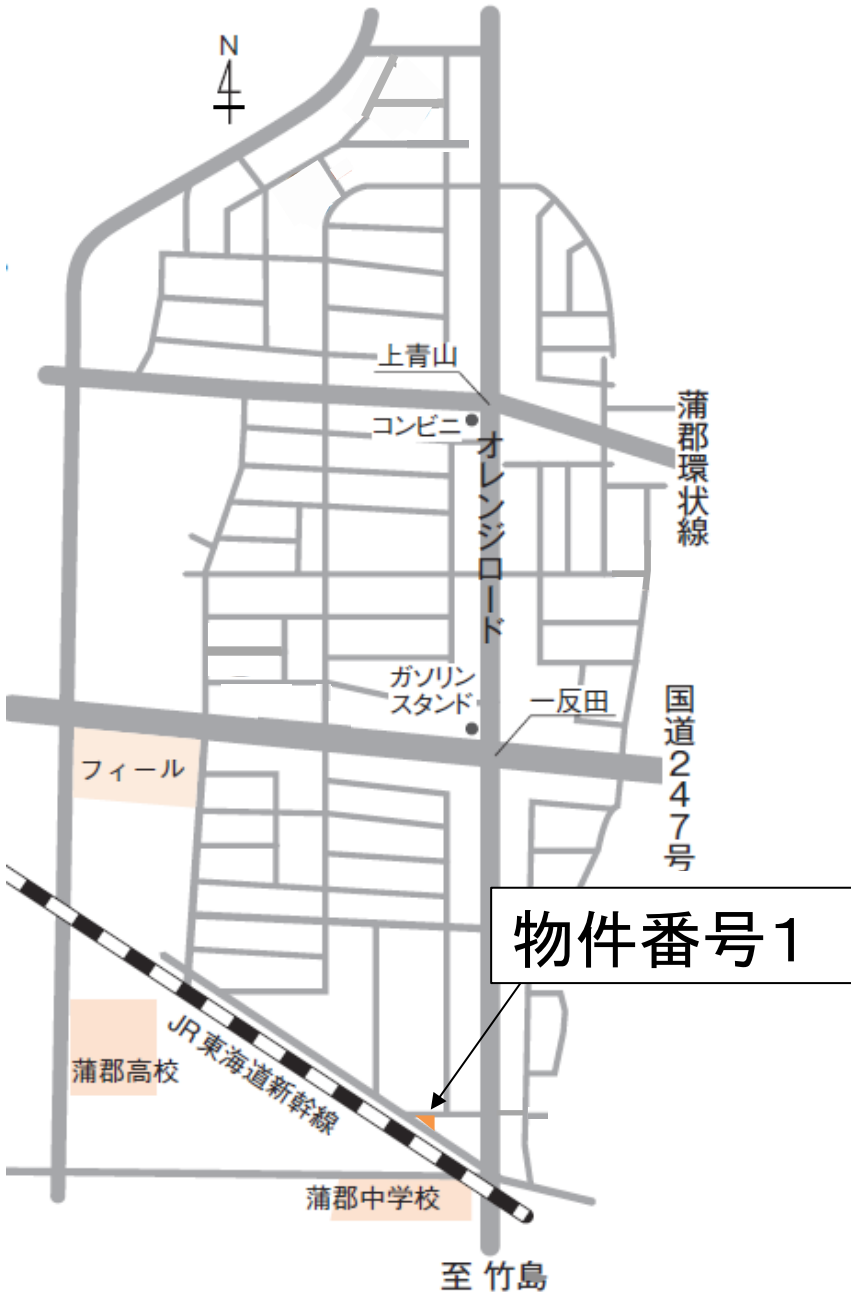 N
上青山
コンビニ
オレンジロード
蒲郡環状線
ガソリン
スタンド
一反田
国道247号
フィール
物件番号1
JR東海道新幹線
蒲郡高校
蒲郡中学校
至 竹島